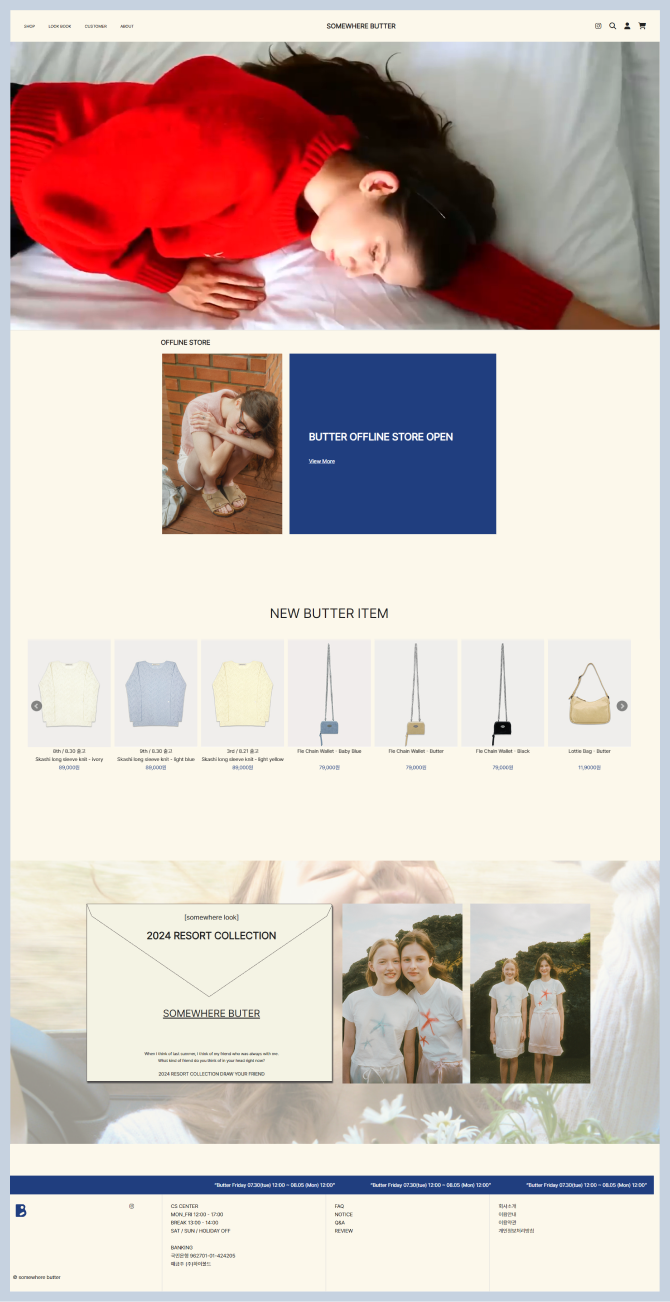 SHOP LOOK BOOK CUSTOMER ABOUT SOMEWHERE BUTTER
OFFLINE STORE
BUTTER OFFLINE STORE OPEN
View More
NEW BUTTER ITEM
8th / 8.30 출고
Skashi long sleeve knit - ivory
89,000원
9th / 8.30 출고
Skashi long sleeve knit - light blue
89,000원
3rd / 8.21 출고
Skashi long sleeve knit - light yellow
89,000원
Fle Chain Wallet - Baby Blue
79,000원
Fle Chain Wallet - Butter
79,000원
Fle Chain Wallet - Black
79,000원
Lottie Bag - Butter
11,9000원
[somewhere look]
2024 RESORT COLLECTION
SOMEWHERE BUTER
When I think of last summer, I think of my friend who was always with me.
What kind of friend do you think of in your head right now?
2024 RESORT COLLECTION DRAW YOUR FRIEND
"Butter Friday 07.30(tue) 12:00 ~ 08.05 (Mon) 12:00" "Butter Friday 07.30(tue) 12:00 ~ 08.05 (Mon) 12:00" "Butter Friday 07.30(tue) 12:00 ~ 08.05 (Mon) 12:00"
B
© somewhere butter
CS CENTER
MON_FRI 12:00 - 17:00
BREAK 13:00 - 14:00
SAT / SUN / HOLIDAY OFF
BANKING
국민은행 962701-01-424205
예금주 (주)하이볼드
FAQ
NOTICE
Q&A
REVIEW
회사소개
이용안내
이용약관
개인정보처리방침